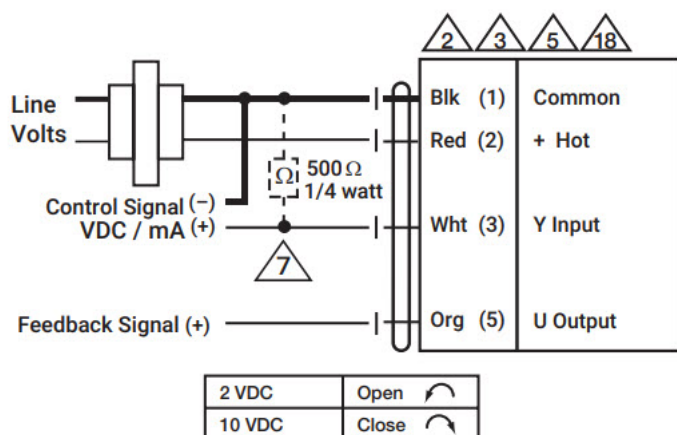 2 3 5 18
Line Volts
Blk (1) Common
Red (2) + Hot
Ω 500 Ω
1/4 watt
Control Signal (−)
VDC / mA (+)
Wht (3) Y Input
7
Feedback Signal (+)
Org (5) U Output
2 VDC Open
10 VDC Close